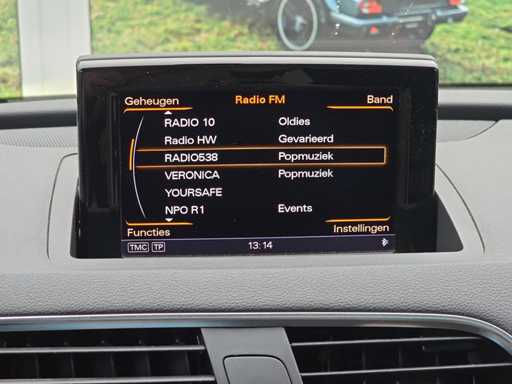 Geheugen Radio FM Band
RADIO 10 Oldies
Radio HW Gevarieerd
RADIO538 Popmuziek
VERONICA Popmuziek
YOURSAFE
NPO R1 Events
Functies Instellingen
TMC TP 13:14